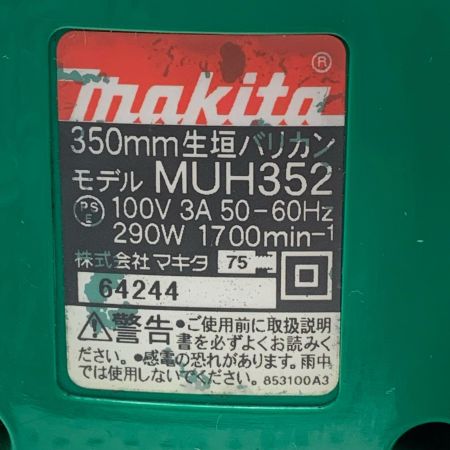 makita ®
350mm生垣バリカン
モデル MUH352
PS E 100V 3A 50-60Hz
290W 1700min-1
株式会社マキタ 75
64244
警告 ●ご使用前に取扱説明
書を必ずよくお読みく
ださい。●感電の恐れがあります。雨中
では使用しないでください。 853100A3